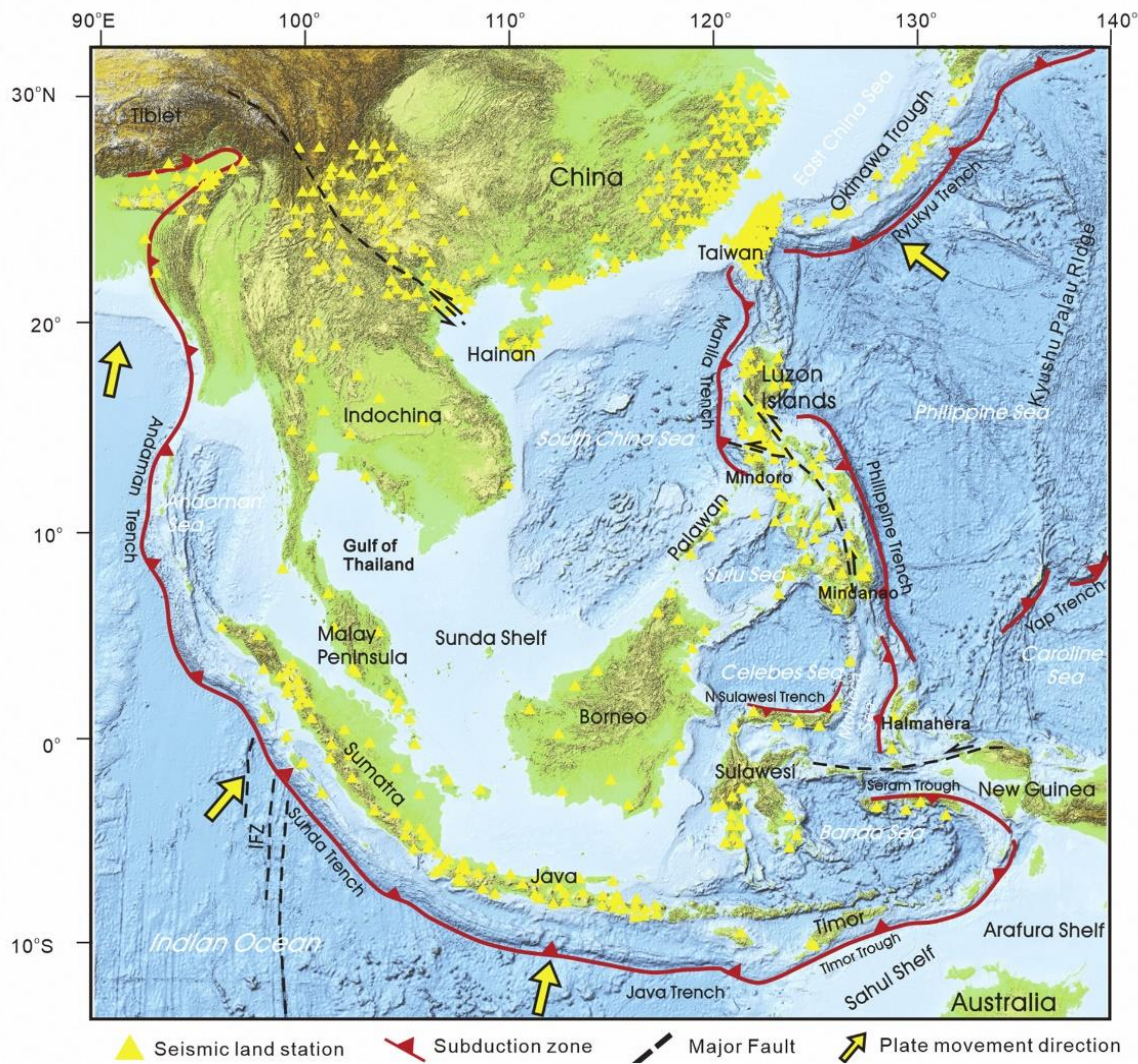 90°E 100° 110° 120° 130° 140°
30°N
20°
10°
0°
10°S
Tiblet
China
East China Sea
Okinawa Trough
Ryukyu Trench
Taiwan
Kyushu Palau Ridge
Hainan
Manila Trench
Luzon
Islands
Philippine Sea
Indochina
South China Sea
Andaman Trench
Andaman
Sea
Mindoro
Philippine Trench
Palawan
Gulf of
Thailand
Sulu Sea
Mindanao
Yap Trench
Malay
Peninsula
Sunda Shelf
Celebes Sea
Caroline
Sea
N Sulawesi Trench
Borneo
Halmahera
Sumatra
Sulawesi
Seram Trough
New Guinea
IFZ
Sunda Trench
Banda Sea
Java
Timor
Indian Ocean
Timor Trough
Arafura Shelf
Sahul Shelf
Java Trench
Australia
Seismic land station
Subduction zone
Major Fault
Plate movement direction